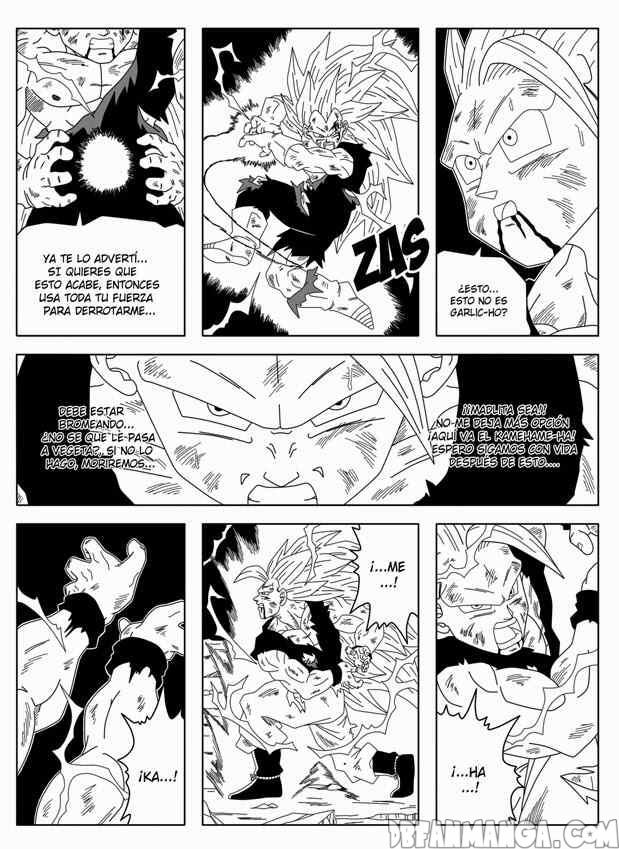 YA TE LO ADVERTÍ...
SI QUIERES QUE
ESTO ACABE, ENTONCES
USA TODA TU FUERZA
PARA DERROTARME...
ZAS
¿ESTO...
ESTO NO ES
GARLIC-HO?
DEBE ESTAR
BROMEANDO...
¿NO SE QUE LE PASA
A VEGETA?, SI NO LO
HAGO, MORIREMOS...
¡¡MADLITA SEA!!
¿NO ME DEJA MÁS OPCIÓN
¡AQUÍ VA EL KAMEHAME-HA!
ESPERO SIGAMOS CON VIDA
DESPUÉS DE ESTO....
¡KA...!
¡...ME
...!
¡...HA
...!
DBFANMANGA.COM